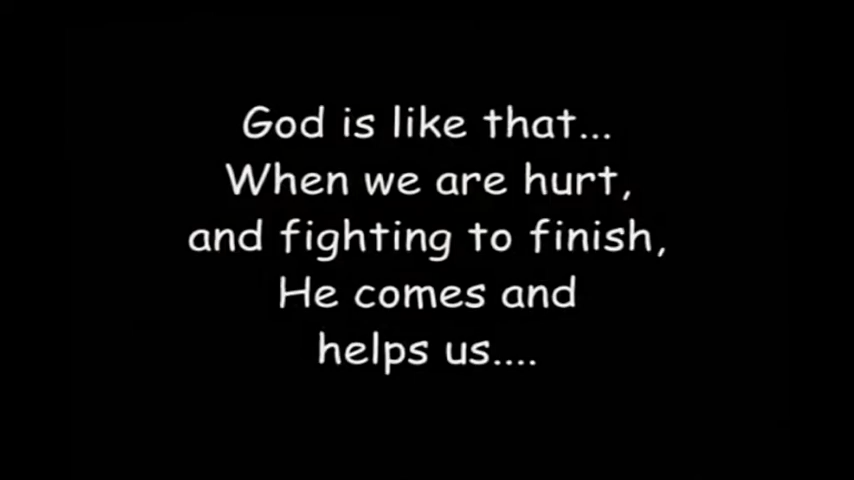 God is like that...
When we are hurt,
and fighting to finish,
He comes and
helps us....